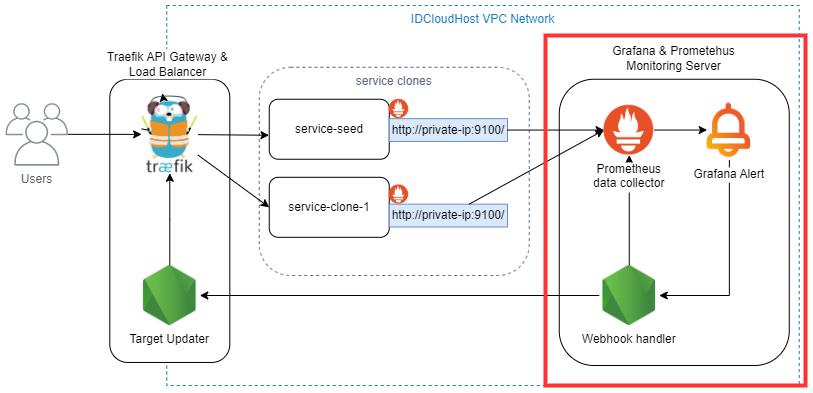 IDCloudHost VPC Network
Traefik API Gateway &
Load Balancer
Grafana & Prometehus
Monitoring Server
service clones
service-seed
http://private-ip:9100/
træfik
Users
Prometheus
data collector
Grafana Alert
service-clone-1
http://private-ip:9100/
Target Updater
Webhook handler